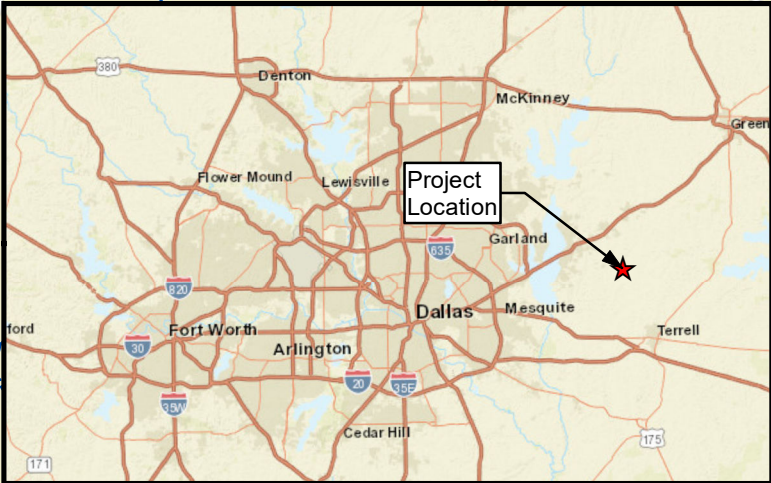 380
Denton
McKinney
Green
Flower Mound
Lewisville
Project
Location
635
Garland
820
Dallas
Mesquite
ford
Fort Worth
Terrell
30
Arlington
20
35E
35W
Cedar Hill
175
171